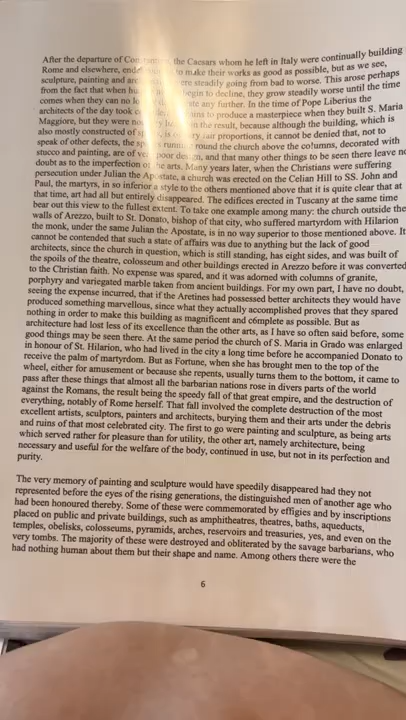 After the departure of the Caesars whom he left in Italy were continually building
Rome and elsewhere, to make their works as good as possible, but as we see,
sculpture, painting and steadily going from bad to worse. This arose perhaps
from the fact that when begin to decline, they grow steadily worse until the time
comes when they can no any further. In the time of Pope Liberius the
architects of the day took to produce a masterpiece when they built S. Maria
Maggiore, but they were not in the result, because although the building, which is
also mostly constructed of proportions, it cannot be denied that, not to
speak of other defects, the round the church above the columns, decorated with
stucco and painting, are of very poor design, and that many other things to be seen there leave no
doubt as to the imperfection of the arts. Many years later, when the Christians were suffering
persecution under Julian the Apostate, a church was erected on the Celian Hill to SS. John and
Paul, the martyrs, in so inferior a style to the others mentioned above that it is quite clear that at
that time, art had all but entirely disappeared. The edifices erected in Tuscany at the same time
bear out this view to the fullest extent. To take one example among many: the church outside the
walls of Arezzo, built to St. Donato, bishop of that city, who suffered martyrdom with Hilarion
the monk, under the same Julian the Apostate, is in no way superior to those mentioned above. It
cannot be contended that such a state of affairs was due to anything but the lack of good
architects, since the church in question, which is still standing, has eight sides, and was built of
the spoils of the theatre, colosseum and other buildings erected in Arezzo before it was converted
to the Christian faith. No expense was spared, and it was adorned with columns of granite,
porphyry and variegated marble taken from ancient buildings. For my own part, I have no doubt,
seeing the expense incurred, that if the Aretines had possessed better architects they would have
produced something marvellous, since what they actually accomplished proves that they spared
nothing in order to make this building as magnificent and complete as possible. But as
architecture had lost less of its excellence than the other arts, as I have so often said before, some
good things may be seen there. At the same period the church of S. Maria in Grado was enlarged
in honour of St. Hilarion, who had lived in the city a long time before he accompanied Donato to
receive the palm of martyrdom. But as Fortune, when she has brought men to the top of the
wheel, either for amusement or because she repents, usually turns them to the bottom, it came to
pass after these things that almost all the barbarian nations rose in divers parts of the world
against the Romans, the result being the speedy fall of that great empire, and the destruction of
everything, notably of Rome herself. That fall involved the complete destruction of the most
excellent artists, sculptors, painters and architects, burying them and their arts under the debris
and ruins of that most celebrated city. The first to go were painting and sculpture, as being arts
which served rather for pleasure than for utility, the other art, namely architecture, being
necessary and useful for the welfare of the body, continued in use, but not in its perfection and
purity.
The very memory of painting and sculpture would have speedily disappeared had they not
represented before the eyes of the rising generations, the distinguished men of another age who
had been honoured thereby. Some of these were commemorated by effigies and by inscriptions
placed on public and private buildings, such as amphitheatres, theatres, baths, aqueducts,
temples, obelisks, colosseums, pyramids, arches, reservoirs and treasuries, yes, and even on the
very tombs. The majority of these were destroyed and obliterated by the savage barbarians, who
had nothing human about them but their shape and name. Among others there were the
6